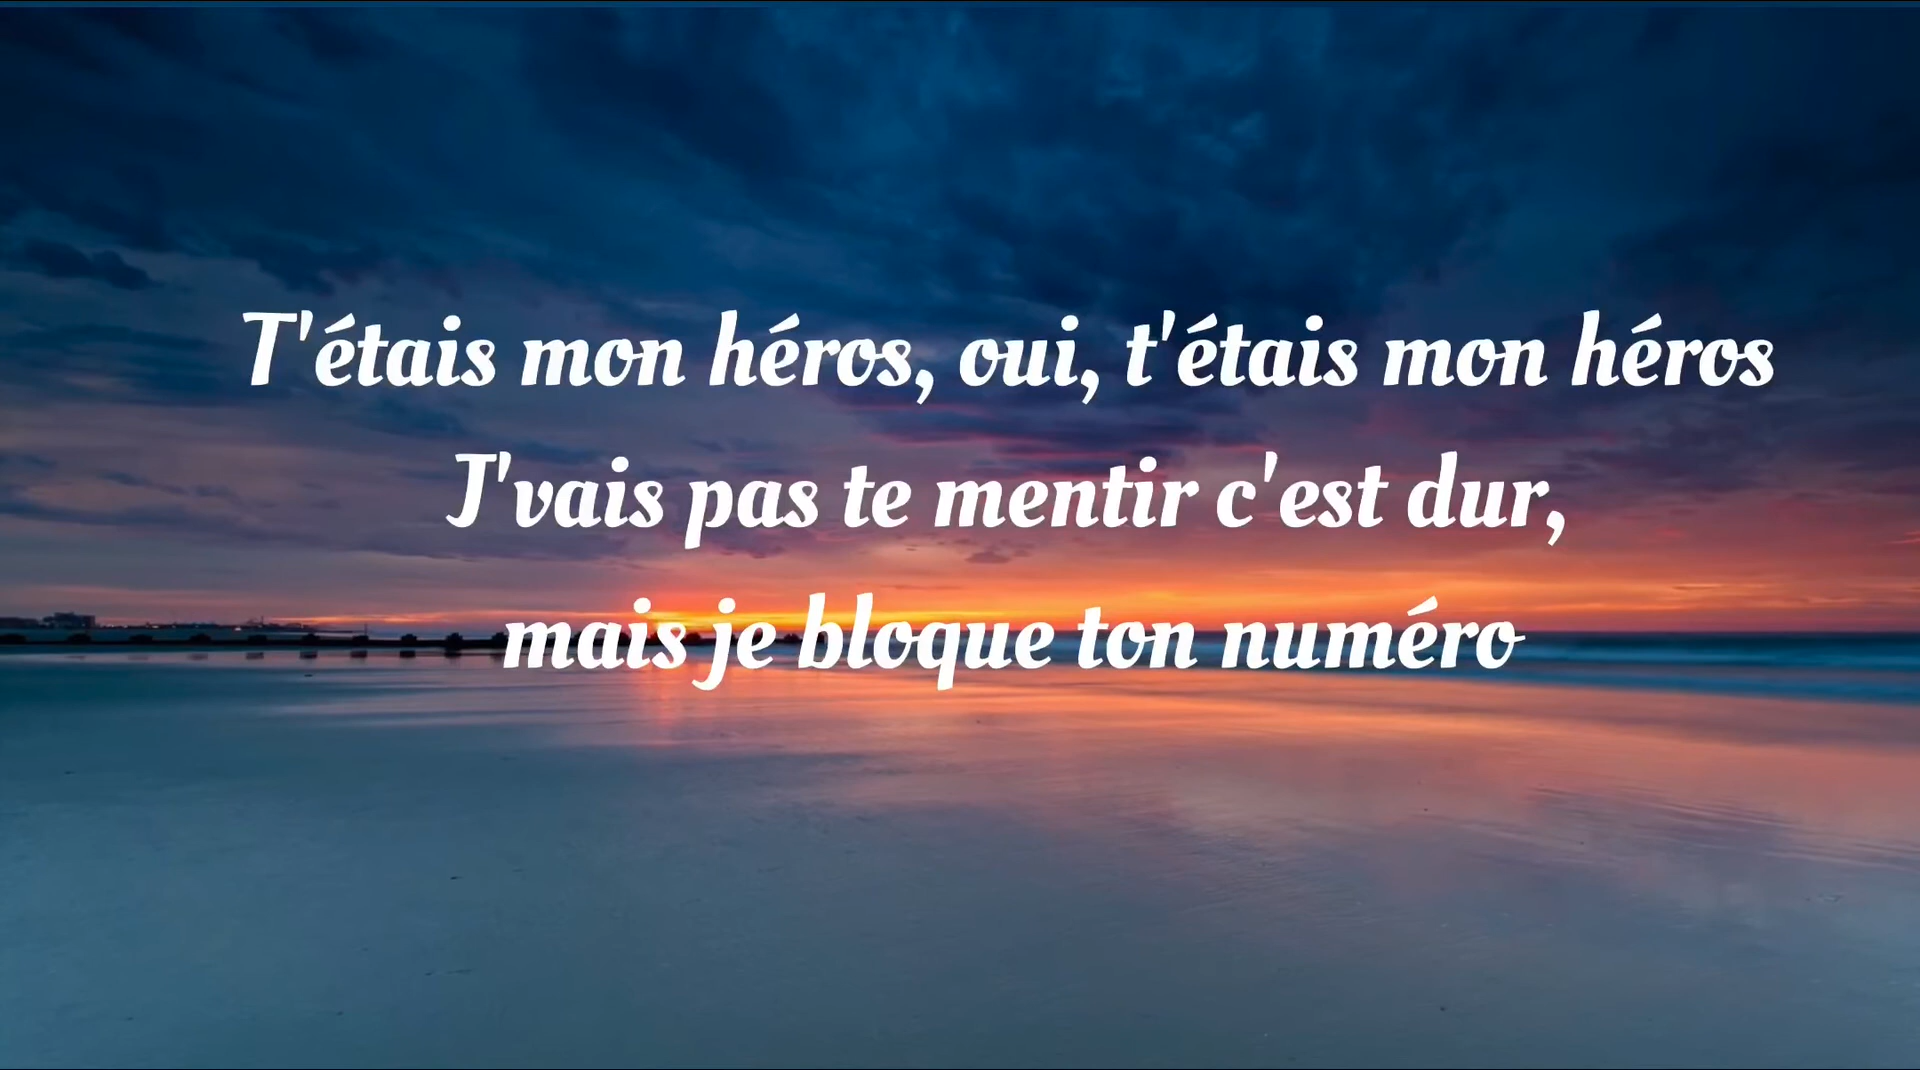 T'étais mon héros, oui, t'étais mon héros
J'vais pas te mentir c'est dur,
mais je bloque ton numéro